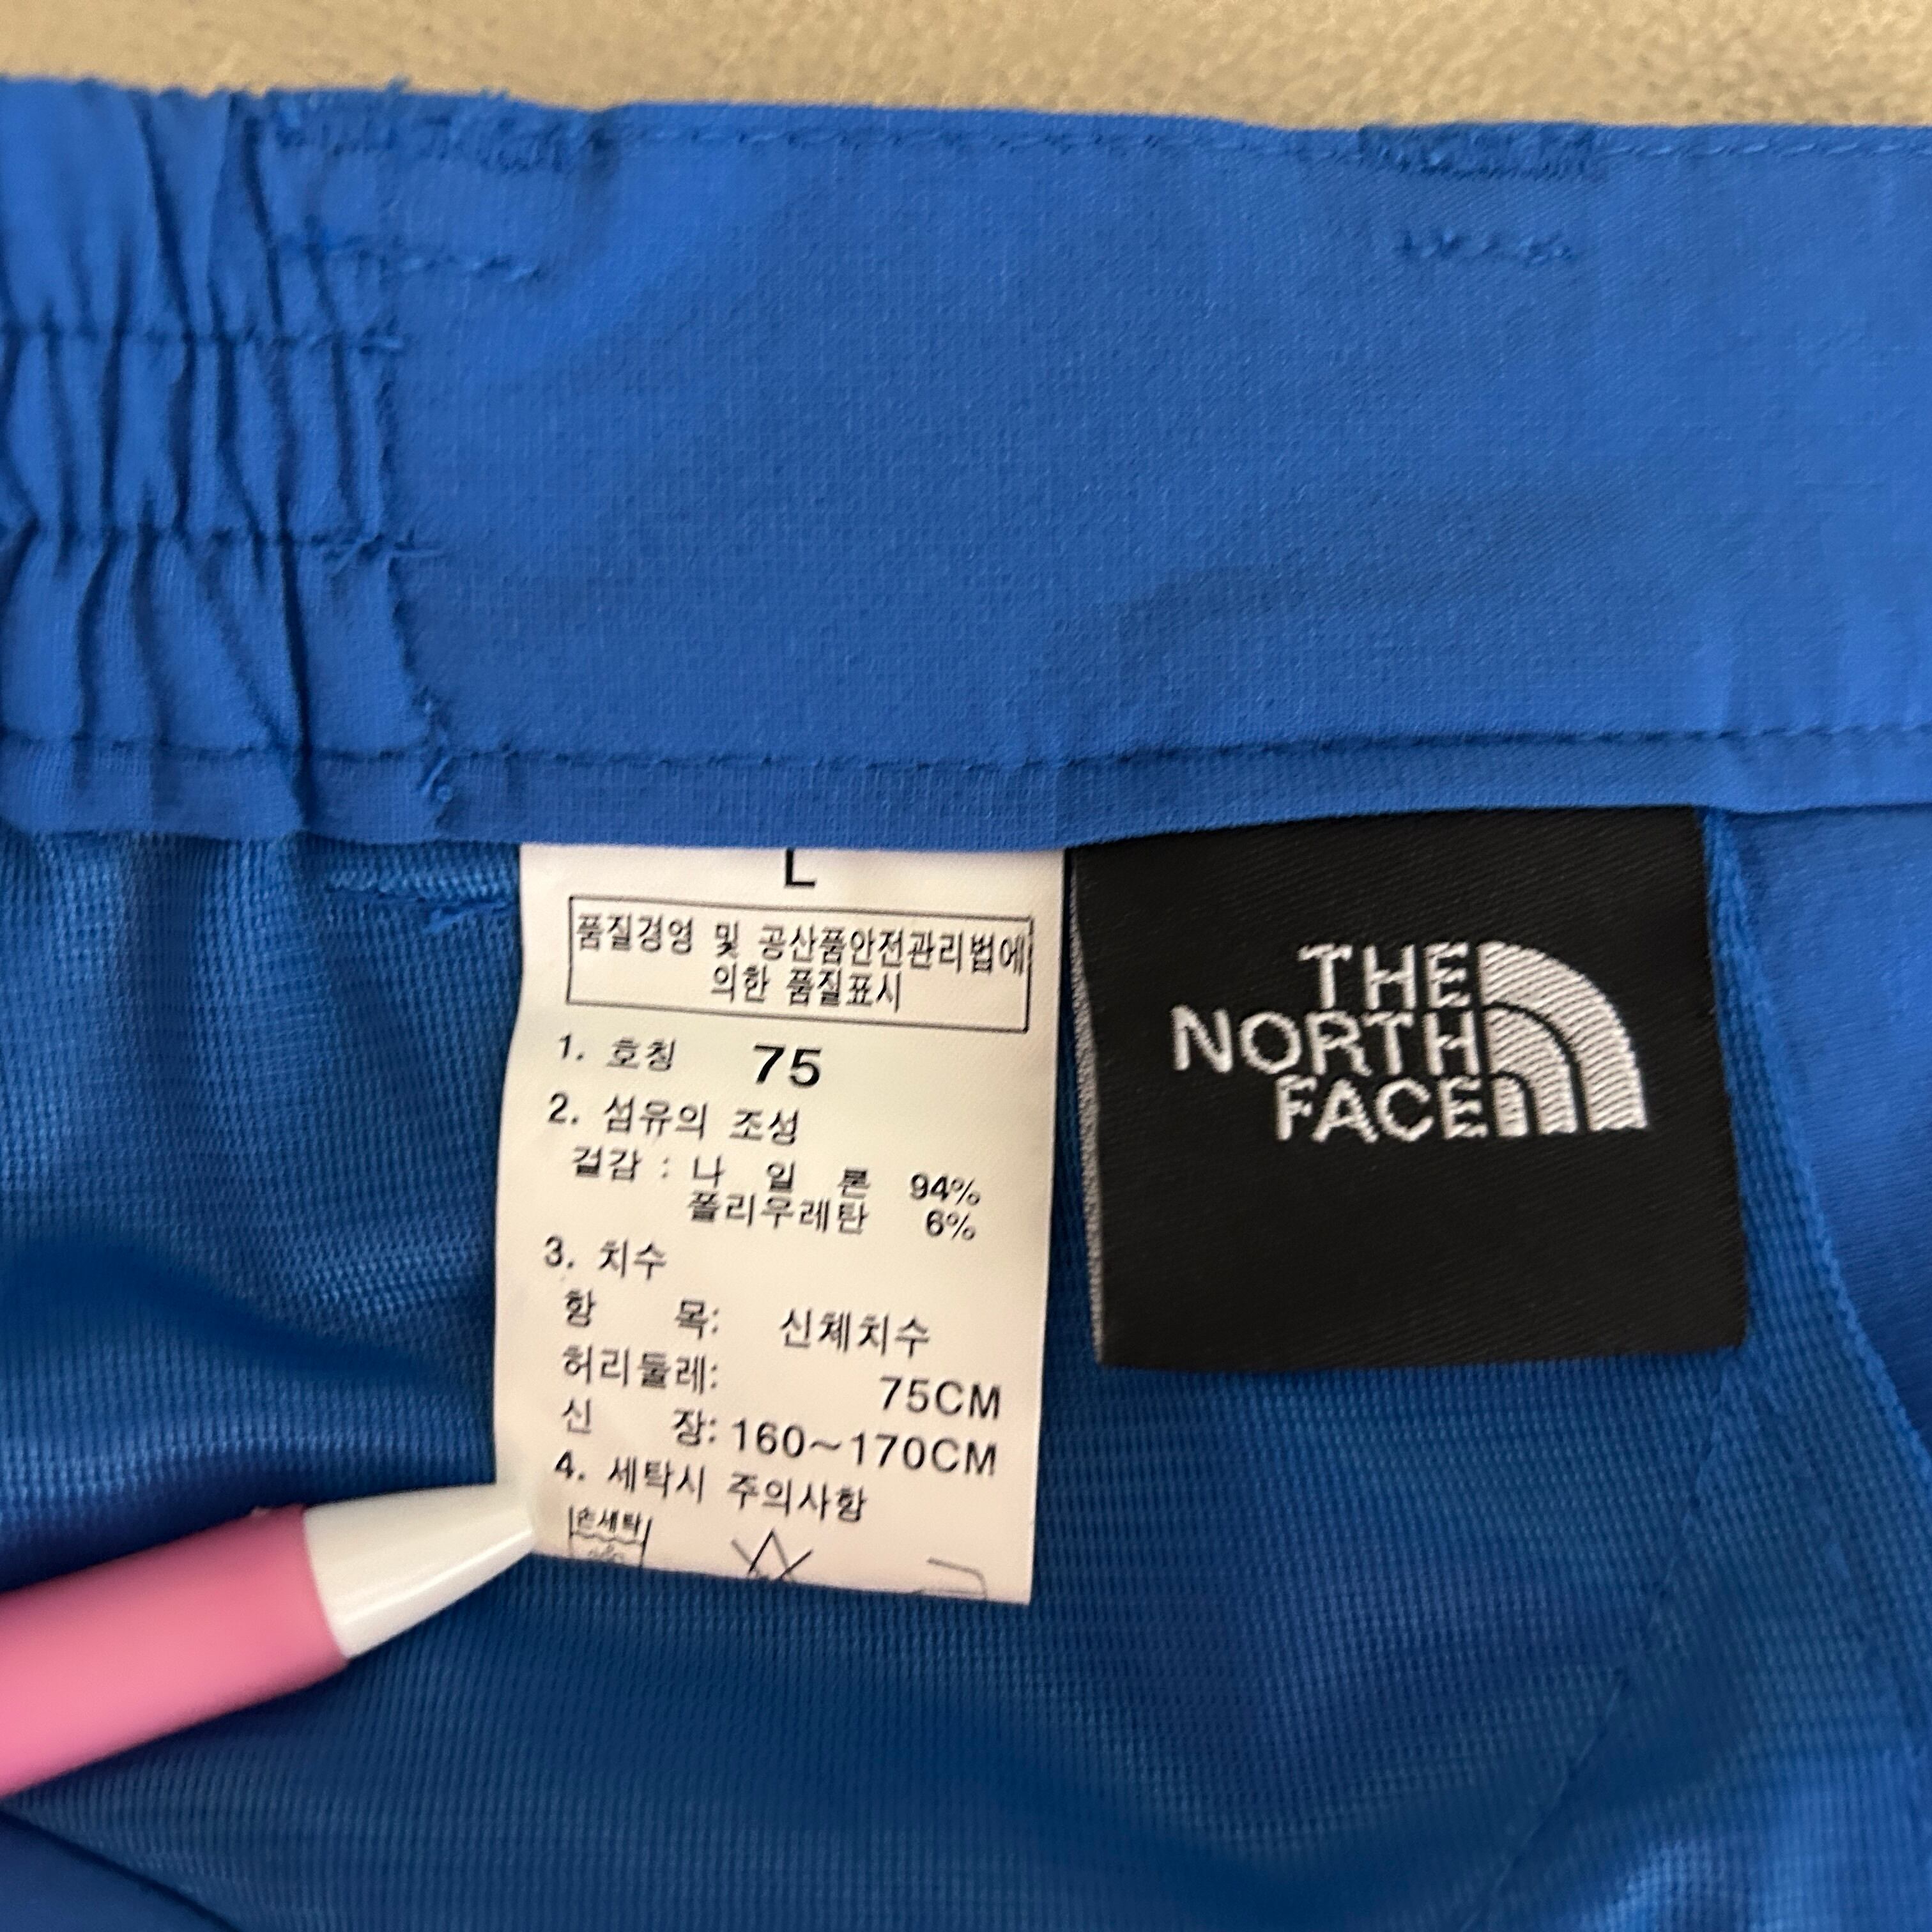 L
품질경영 및 공산품안전관리법에
의한 품질표시
1. 호칭 75
2. 섬유의 조성
겉감 : 나 일 론 94%
폴리우레탄 6%
3. 치수
항 목: 신체치수
허리둘레: 75CM
신 장: 160~170CM
4. 세탁시 주의사항
손세탁
THE
NORTH
FACE